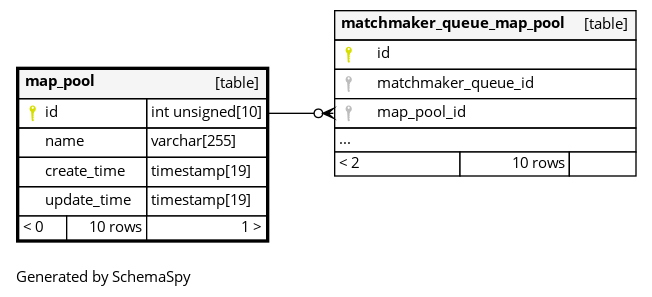 map_pool [table]
id int unsigned[10]
name varchar[255]
create_time timestamp[19]
update_time timestamp[19]
< 0 10 rows 1 >
matchmaker_queue_map_pool [table]
id
matchmaker_queue_id
map_pool_id
...
< 2 10 rows
Generated by SchemaSpy